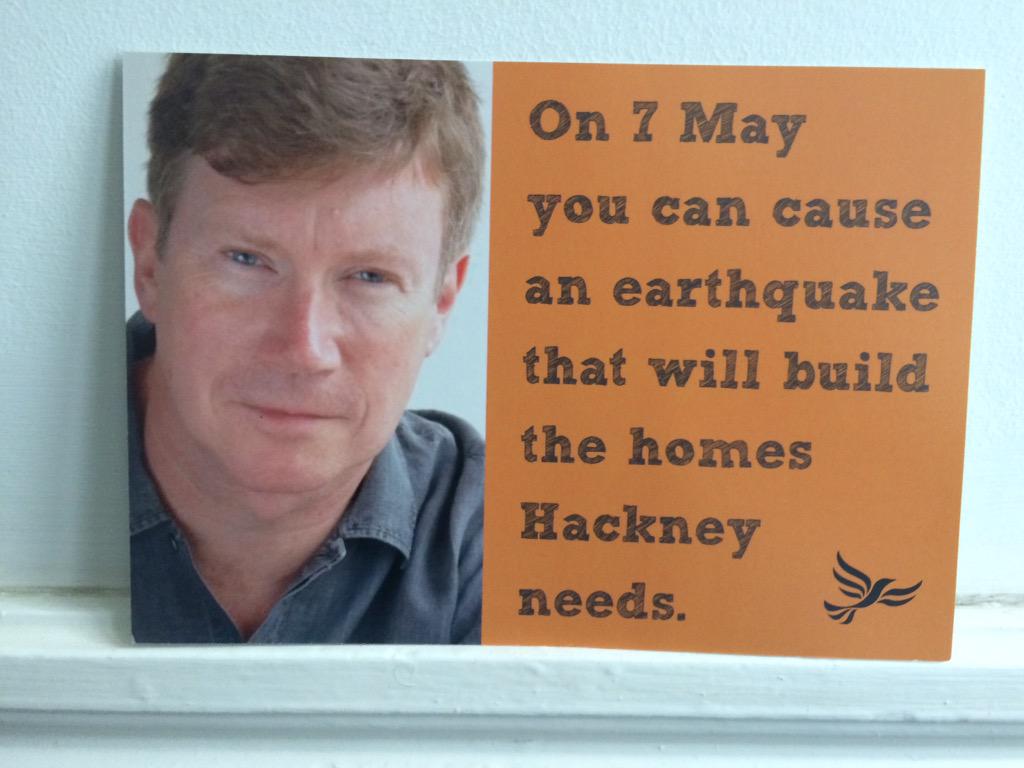 On 7 May
you can cause
an earthquake
that will build
the homes
Hackney
needs.